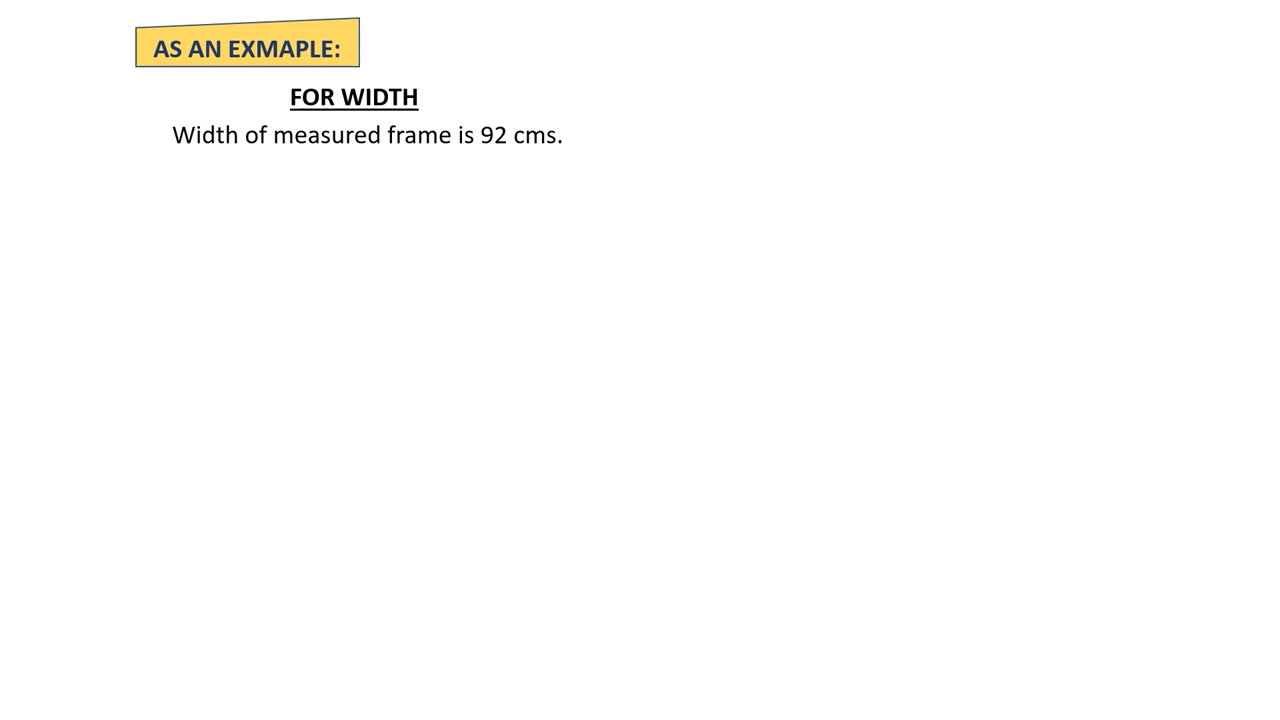 AS AN EXMAPLE:
FOR WIDTH
Width of measured frame is 92 cms.